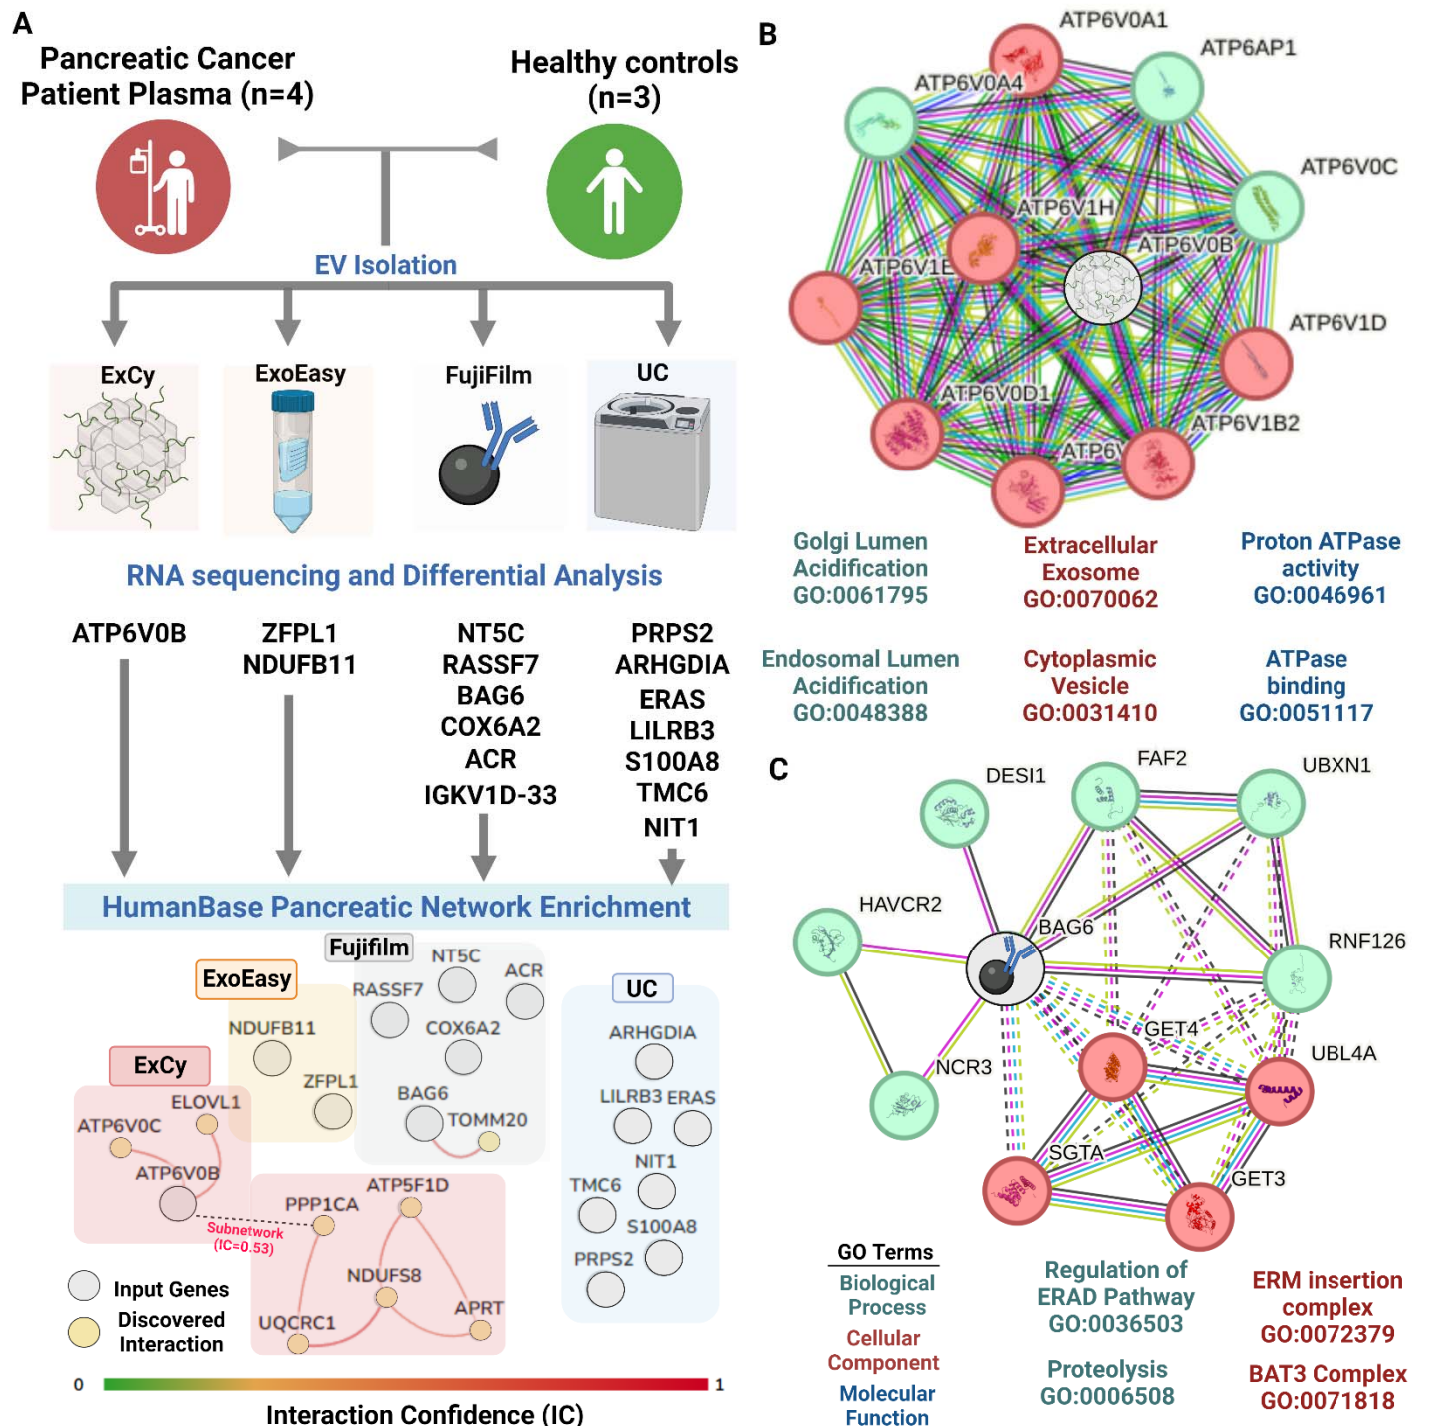 A
Pancreatic Cancer
Patient Plasma (n=4)
Healthy controls
(n=3)
EV Isolation
ExCy
ExoEasy
FujiFilm
UC
RNA sequencing and Differential Analysis
ATP6V0B
ZFPL1
NDUFB11
NT5C
RASSF7
BAG6
COX6A2
ACR
IGKV1D-33
PRPS2
ARHGDIA
ERAS
LILRB3
S100A8
TMC6
NIT1
HumanBase Pancreatic Network Enrichment
Fujifilm
NT5C
ACR
RASSF7
COX6A2
BAG6
TOMM20
ExoEasy
NDUFB11
ZFPL1
UC
ARHGDIA
LILRB3
ERAS
NIT1
TMC6
S100A8
PRPS2
ExCy
ELOVL1
ATP6V0C
ATP6V0B
Subnetwork
(IC=0.53)
ATP5F1D
PPP1CA
NDUFS8
UQCRC1
APRT
Input Genes
Discovered
Interaction
0
1
Interaction Confidence (IC)
B
ATP6V0A1
ATP6AP1
ATP6V0A4
ATP6V0C
ATP6V1H
ATP6V0B
ATP6V1E
ATP6V1D
ATP6V0D1
ATP6V1B2
ATP6V
Golgi Lumen
Acidification
GO:0061795
Extracellular
Exosome
GO:0070062
Proton ATPase
activity
GO:0046961
Endosomal Lumen
Acidification
GO:0048388
Cytoplasmic
Vesicle
GO:0031410
ATPase
binding
GO:0051117
C
DESI1
FAF2
UBXN1
HAVCR2
BAG6
RNF126
GET4
UBL4A
NCR3
SGTA
GET3
GO Terms
Biological
Process
Cellular
Component
Molecular
Function
Regulation of
ERAD Pathway
GO:0036503
ERM insertion
complex
GO:0072379
Proteolysis
GO:0006508
BAT3 Complex
GO:0071818